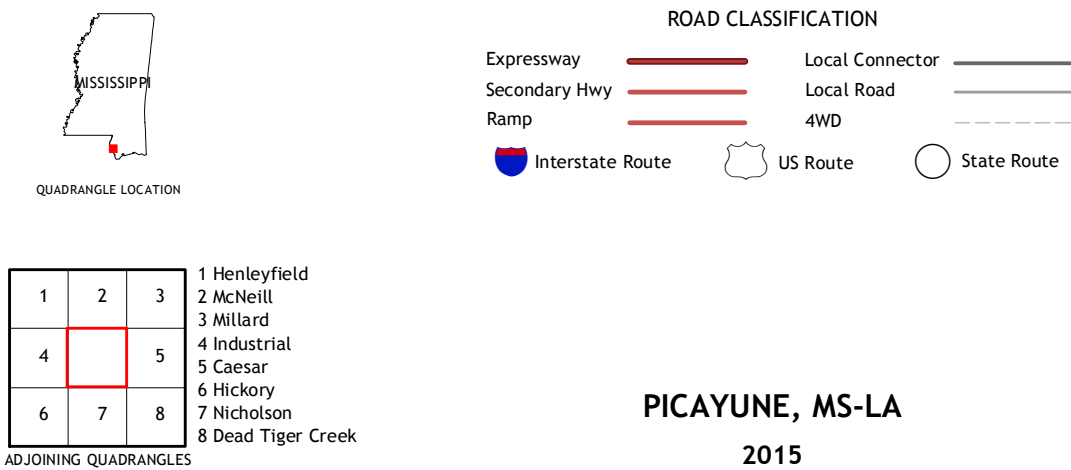 MISSISSIPPI
QUADRANGLE LOCATION
ROAD CLASSIFICATION
Expressway
Secondary Hwy
Ramp
Local Connector
Local Road
4WD
Interstate Route
US Route
State Route
1 2 3
4 5
6 7 8
1 Henleyfield
2 McNeill
3 Millard
4 Industrial
5 Caesar
6 Hickory
7 Nicholson
8 Dead Tiger Creek
ADJOINING QUADRANGLES
PICAYUNE, MS-LA
2015